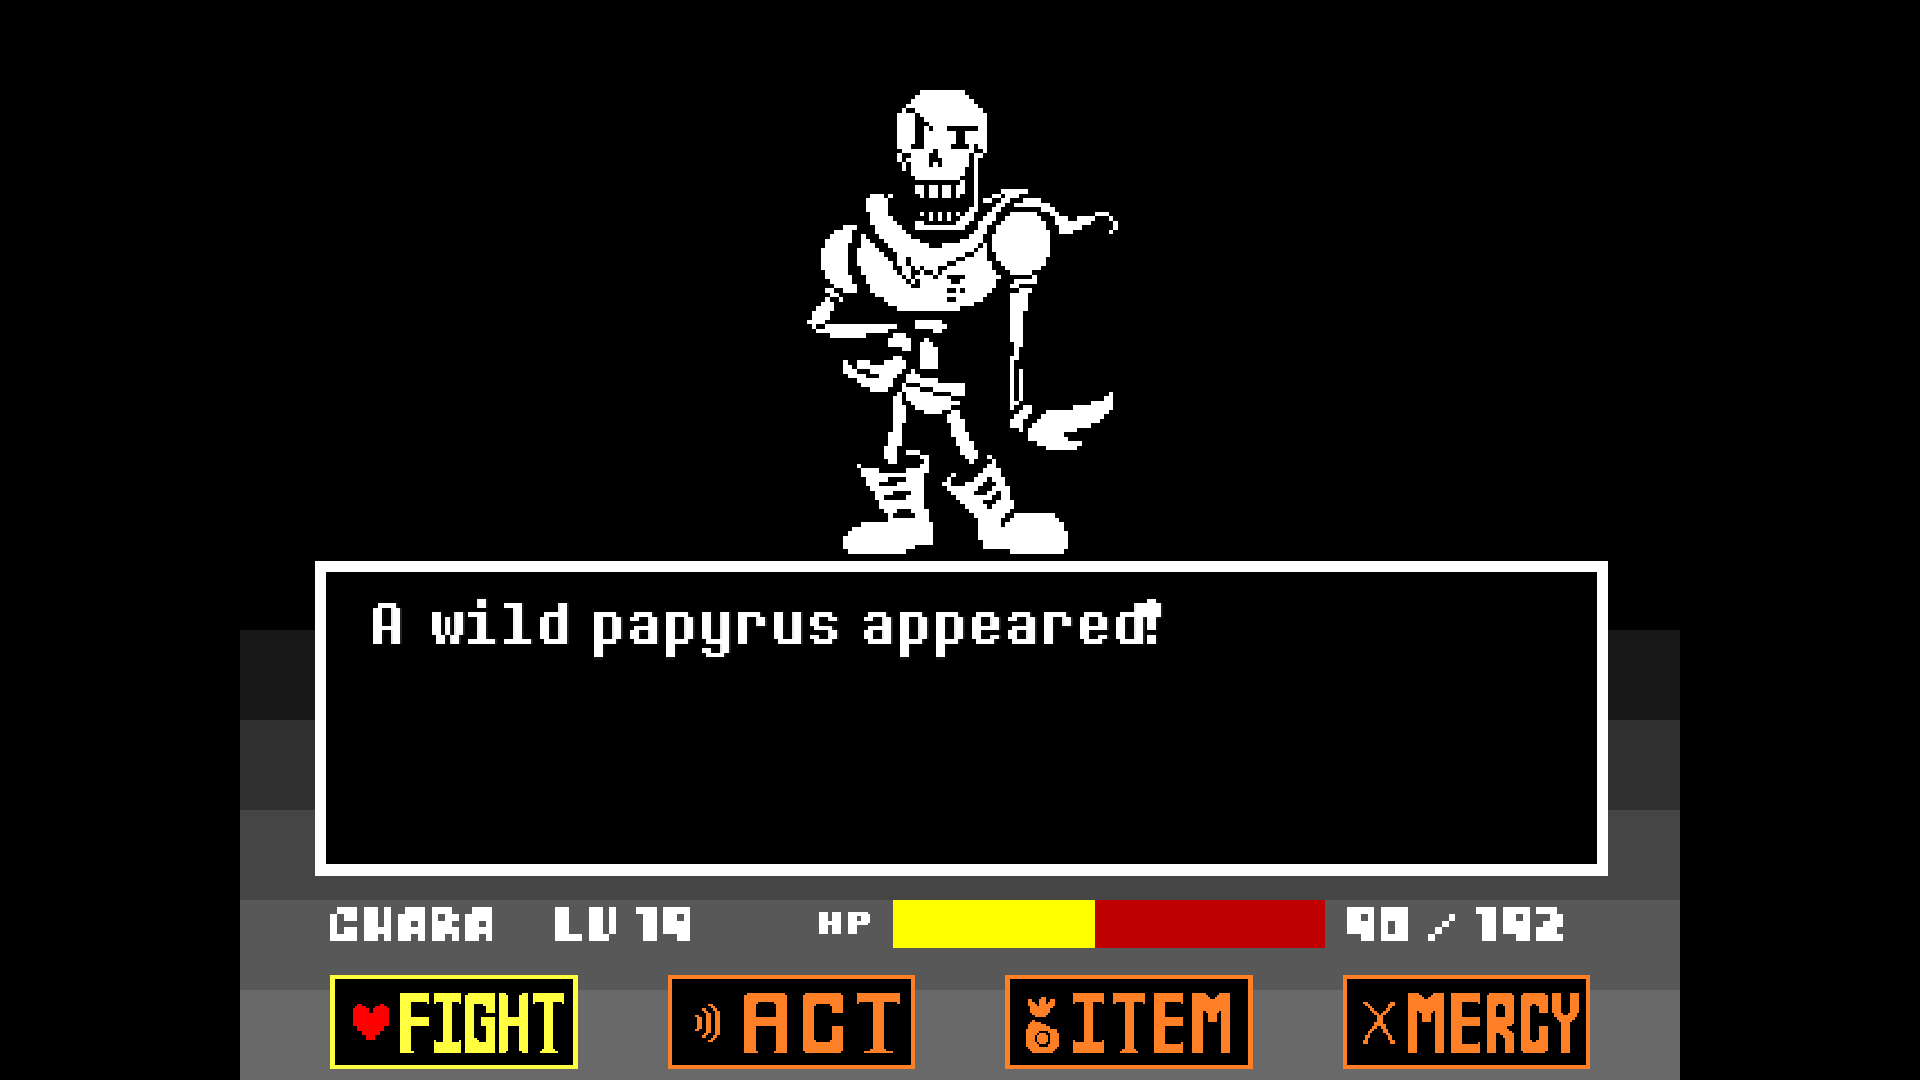 A wild papyrus appeared!
CHARA LV 19 HP 90 / 192
FIGHT ACT ITEM MERCY